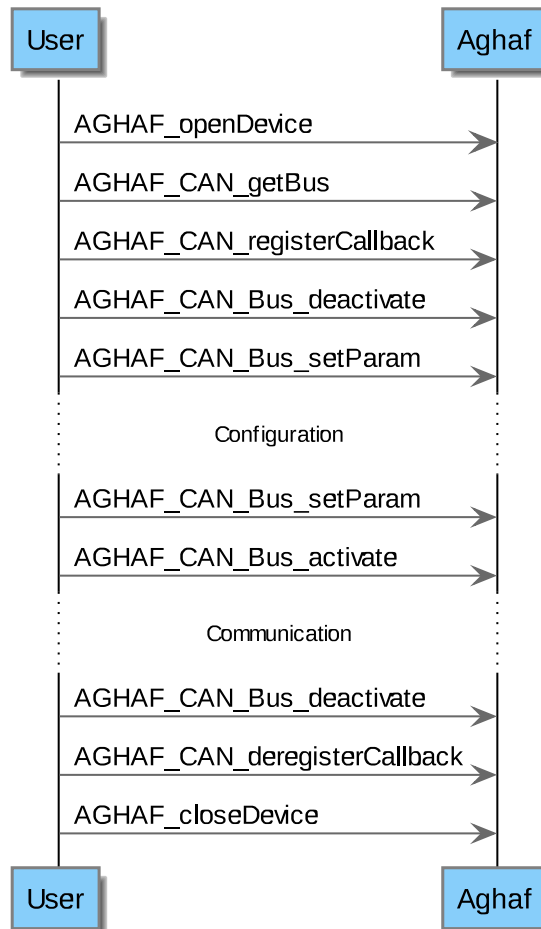 User Aghaf
AGHAF_openDevice
AGHAF_CAN_getBus
AGHAF_CAN_registerCallback
AGHAF_CAN_Bus_deactivate
AGHAF_CAN_Bus_setParam
Configuration
AGHAF_CAN_Bus_setParam
AGHAF_CAN_Bus_activate
Communication
AGHAF_CAN_Bus_deactivate
AGHAF_CAN_deregisterCallback
AGHAF_closeDevice
User Aghaf